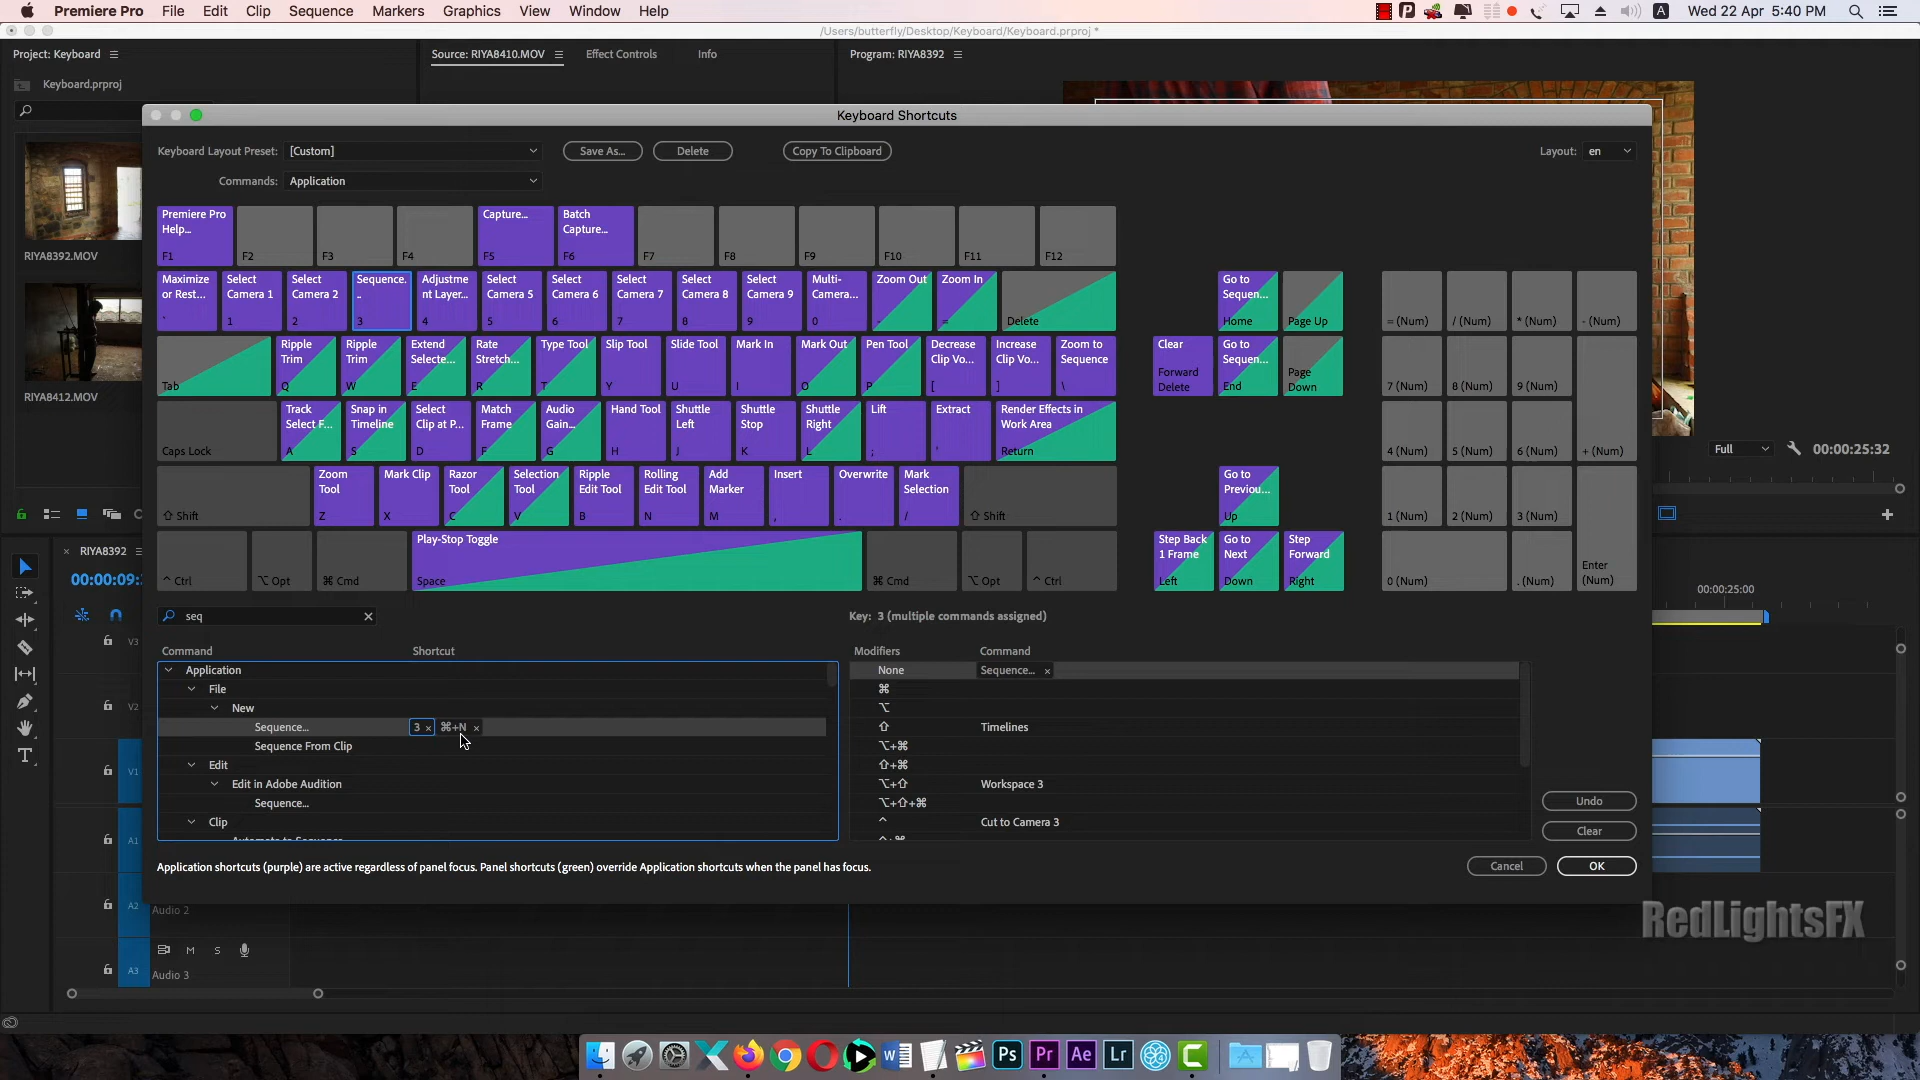 Premiere Pro File Edit Clip Sequence Markers Graphics View Window Help Wed 22 Apr 5:40 PM
/Users/butterfly/Desktop/Keyboard/Keyboard.prproj *
Project: Keyboard Source: RIYA8410.MOV Effect Controls Info Program: RIYA8392
Keyboard.prproj
RIYA8392.MOV
RIYA8412.MOV
Keyboard Shortcuts
Keyboard Layout Preset: [Custom] Save As... Delete Copy To Clipboard Layout: en
Commands: Application
Premiere Pro Help... F1
F2
F3
F4
Capture... F5
Batch Capture... F6
F7
F8
F9
F10
F11
F12
Maximize or Rest... `
Select Camera 1 1
Select Camera 2 2
Sequence... 3
Adjustment Layer... 4
Select Camera 5 5
Select Camera 6 6
Select Camera 7 7
Select Camera 8 8
Select Camera 9 9
Multi-Camera... 0
Zoom Out -
Zoom In =
Delete
Go to Sequen... Home
Page Up
= (Num)
/ (Num)
* (Num)
- (Num)
Tab
Ripple Trim Q
Ripple Trim W
Extend Selecte... E
Rate Stretch... R
Type Tool T
Slip Tool Y
Slide Tool U
Mark In I
Mark Out O
Pen Tool P
Decrease Clip Vo... [
Increase Clip Vo... ]
Zoom to Sequence \
Clear Forward Delete
Go to Sequen... End
Page Down
7 (Num)
8 (Num)
9 (Num)
+ (Num)
Caps Lock
Track Select F... A
Snap in Timeline S
Select Clip at P... D
Match Frame F
Audio Gain... G
Hand Tool H
Shuttle Left J
Shuttle Stop K
Shuttle Right L
Lift ;
Extract '
Render Effects in Work Area Return
4 (Num)
5 (Num)
6 (Num)
⇧ Shift
Zoom Tool Z
Mark Clip X
Razor Tool C
Selection Tool V
Ripple Edit Tool B
Rolling Edit Tool N
Add Marker M
Insert ,
Overwrite .
Mark Selection /
⇧ Shift
Go to Previou... Up
1 (Num)
2 (Num)
3 (Num)
Enter (Num)
^ Ctrl
⌥ Opt
⌘ Cmd
Play-Stop Toggle Space
⌘ Cmd
⌥ Opt
^ Ctrl
Step Back 1 Frame Left
Go to Next Down
Step Forward Right
0 (Num)
. (Num)
seq Key: 3 (multiple commands assigned)
Command Shortcut
Application
File
New
Sequence... 3 × ⌘+N ×
Sequence From Clip
Edit
Edit in Adobe Audition
Sequence...
Clip
Automate to Sequence
Modifiers Command
None Sequence... ×
⌘
⌥
⇧ Timelines
⌥+⌘
⇧+⌘
⌥+⇧ Workspace 3
⌥+⇧+⌘
^ Cut to Camera 3
^+⌘
Undo
Clear
Application shortcuts (purple) are active regardless of panel focus. Panel shortcuts (green) override Application shortcuts when the panel has focus.
Cancel OK
Full 00:00:25:32
× RIYA8392
00:00:09:
00:00:25:00
V3
V2
V1
A1
A2
Audio 2
M S
A3 Audio 3
RedLightsFX
Ps Pr Ae Lr